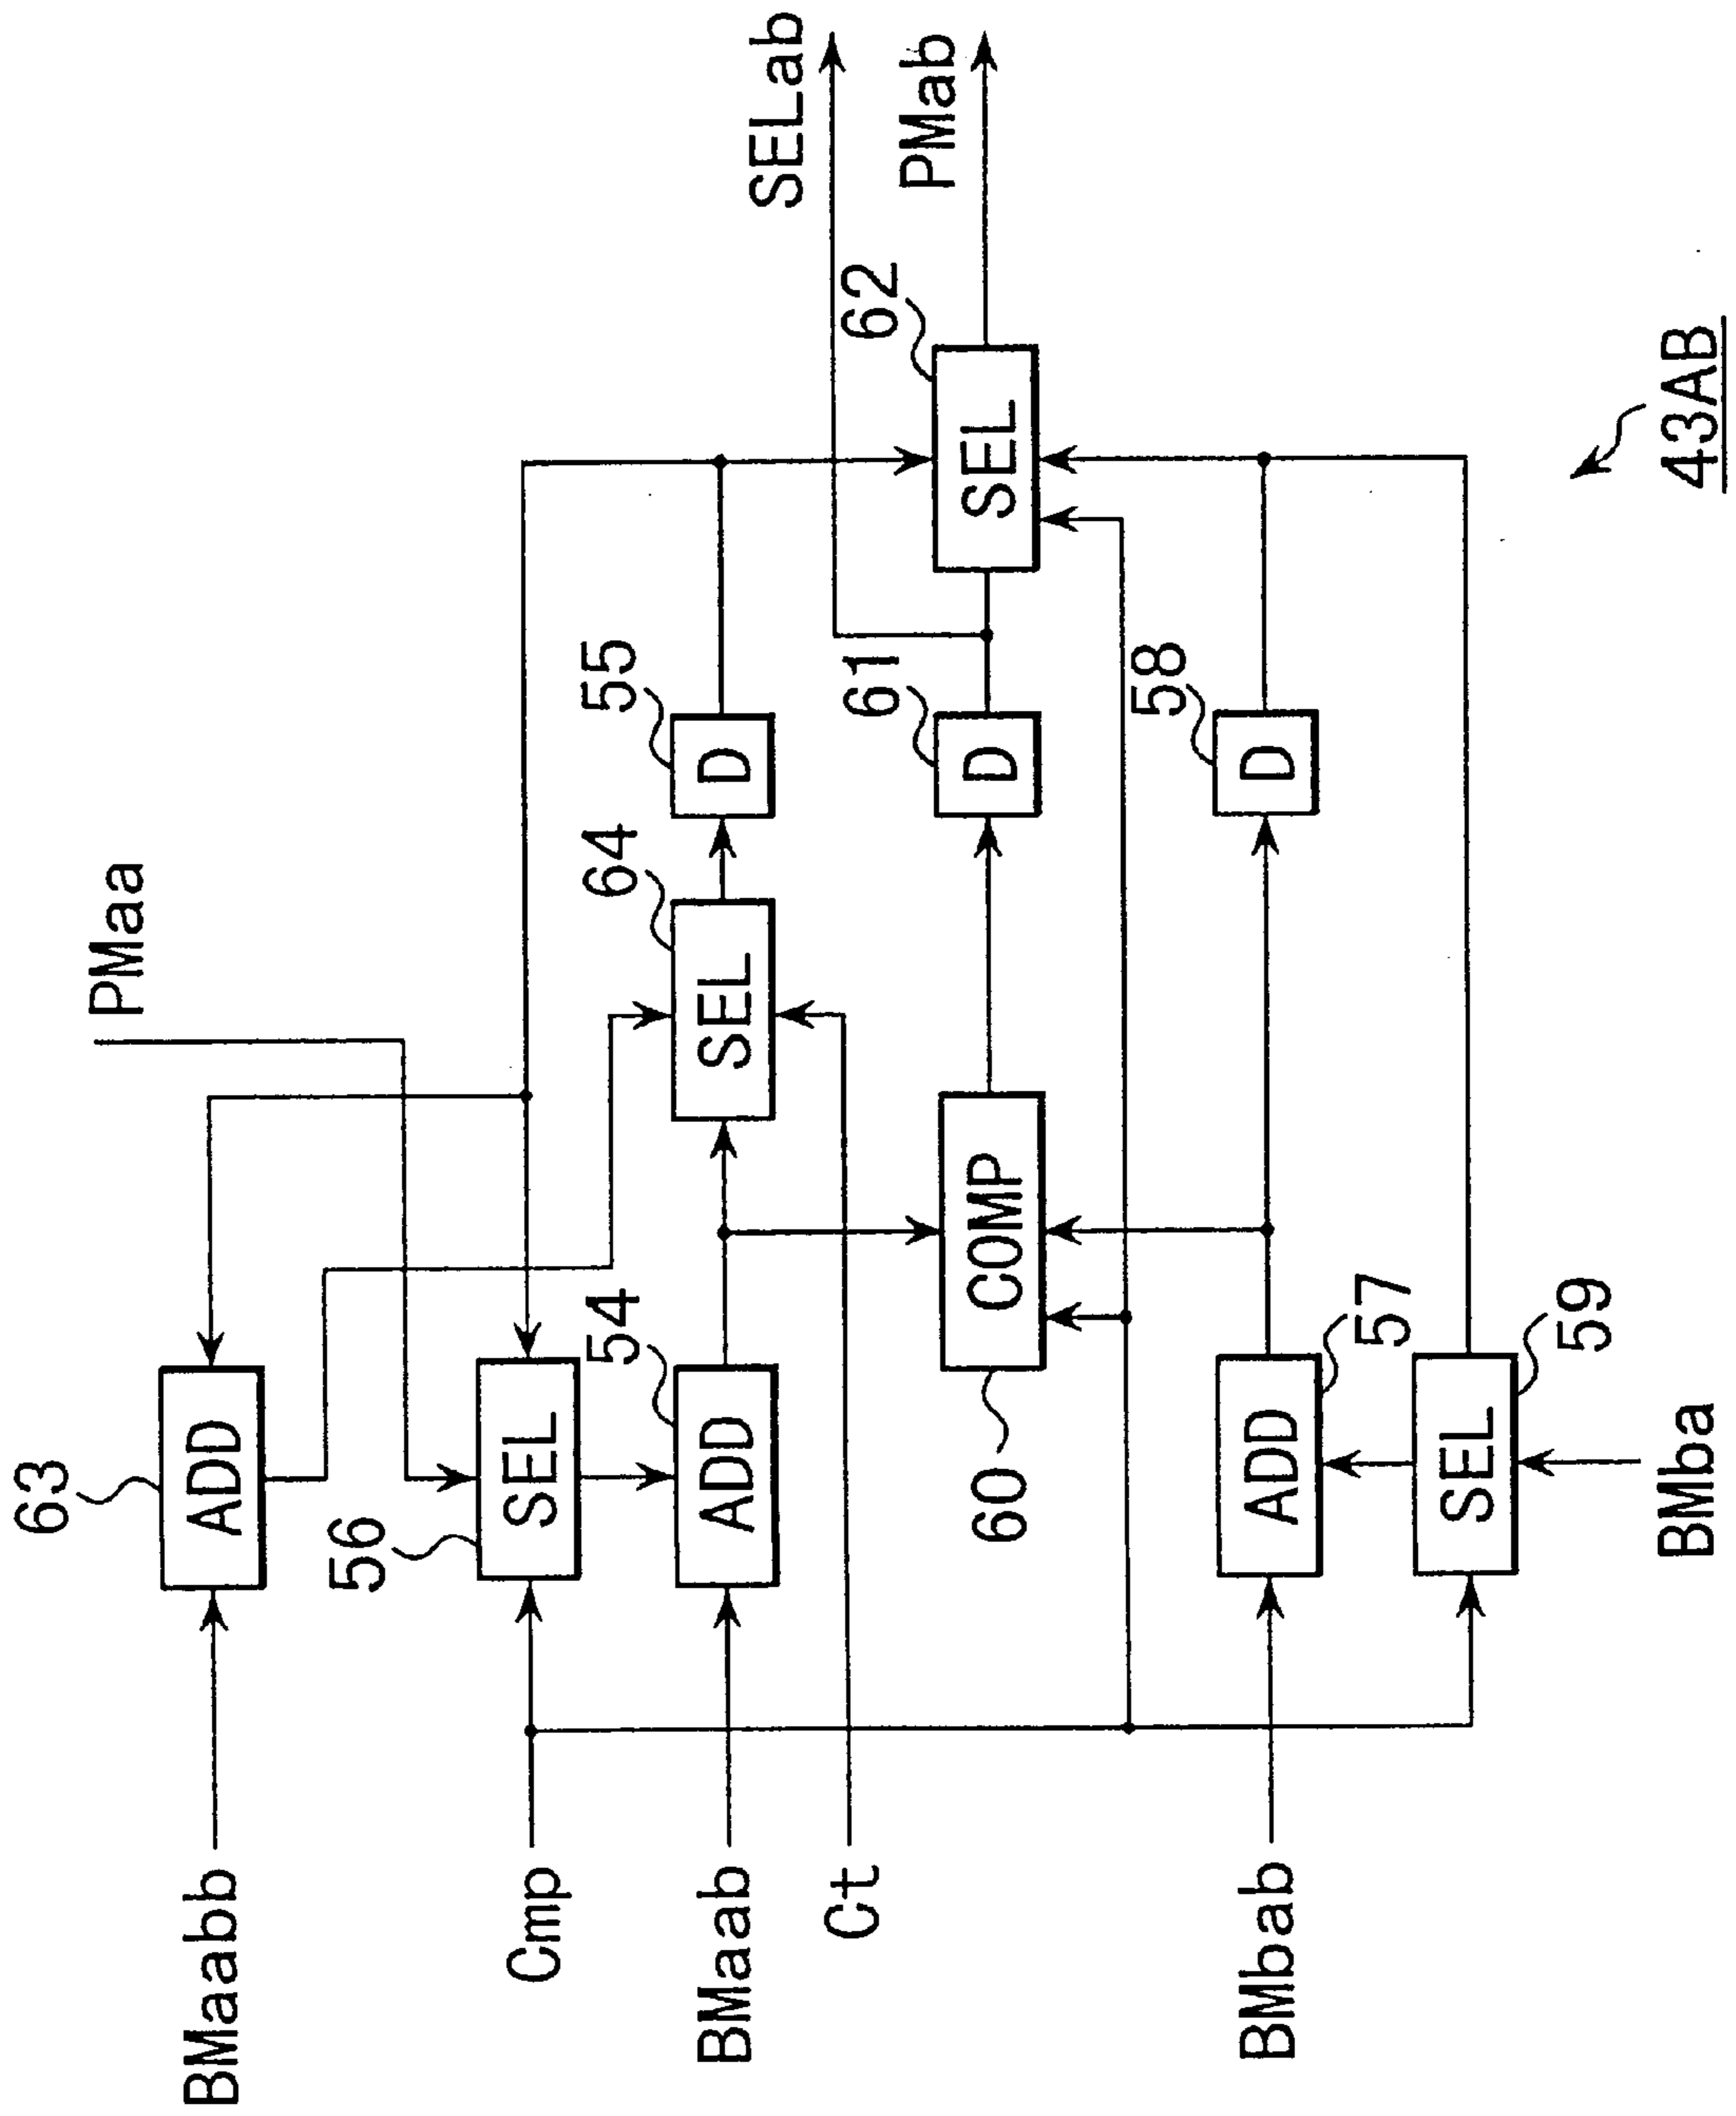 BMaabb
63
ADD
PMaa
Cmp
56
SEL
BMaab
54
ADD
64
SEL
55
D
SELab
PMab
Ct
60
COMP
61
D
62
SEL
BMbab
57
ADD
58
D
59
SEL
BMba
43AB